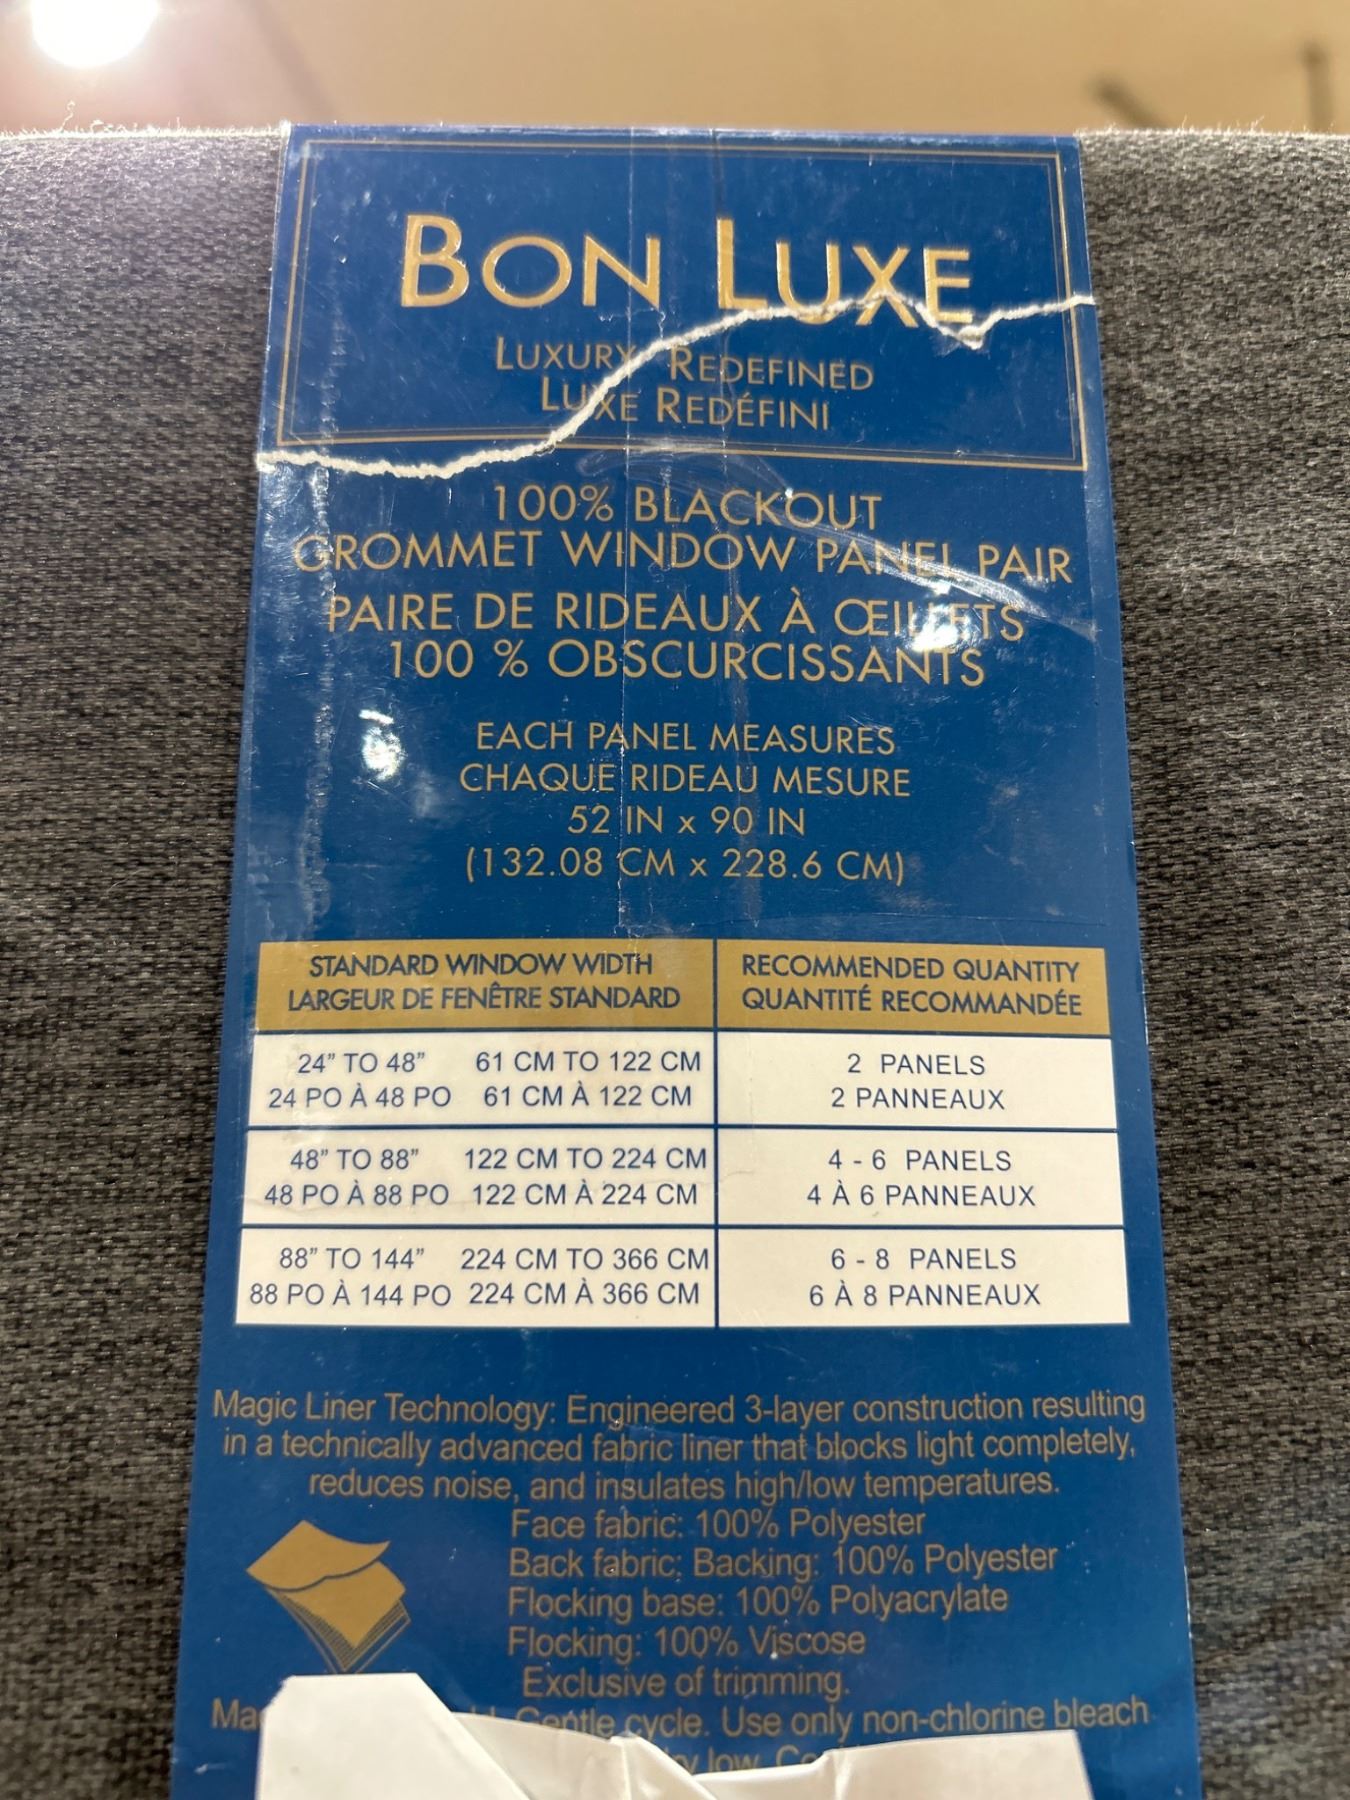 BON LUXE
LUXURY REDEFINED
LUXE REDÉFINI
100% BLACKOUT
GROMMET WINDOW PANEL PAIR
PAIRE DE RIDEAUX À ŒILLETS
100 % OBSCURCISSANTS
EACH PANEL MEASURES
CHAQUE RIDEAU MESURE
52 IN x 90 IN
(132.08 CM x 228.6 CM)
STANDARD WINDOW WIDTH RECOMMENDED QUANTITY
LARGEUR DE FENÊTRE STANDARD QUANTITÉ RECOMMANDÉE
24” TO 48” 61 CM TO 122 CM 2 PANELS
24 PO À 48 PO 61 CM À 122 CM 2 PANNEAUX
48” TO 88” 122 CM TO 224 CM 4 - 6 PANELS
48 PO À 88 PO 122 CM À 224 CM 4 À 6 PANNEAUX
88” TO 144” 224 CM TO 366 CM 6 - 8 PANELS
88 PO À 144 PO 224 CM À 366 CM 6 À 8 PANNEAUX
Magic Liner Technology: Engineered 3-layer construction resulting
in a technically advanced fabric liner that blocks light completely,
reduces noise, and insulates high/low temperatures.
Face fabric: 100% Polyester
Back fabric; Backing: 100% Polyester
Flocking base: 100% Polyacrylate
Flocking: 100% Viscose
Exclusive of trimming.
Gentle cycle. Use only non-chlorine bleach
low